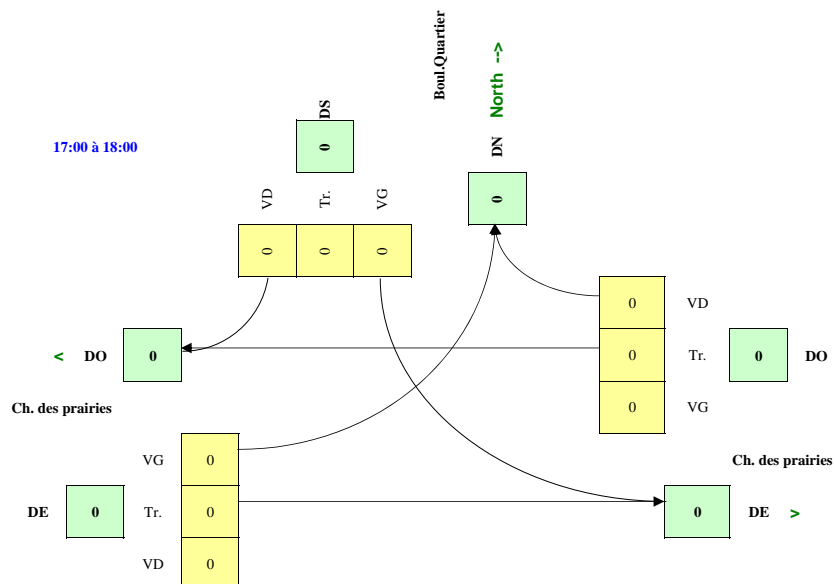 Boul.Quartier
North -->
DS
DN
17:00 à 18:00
0
0
VD
Tr.
VG
0
0
0
0
VD
< DO
0
0
Tr.
0
DO
Ch. des prairies
0
VG
VG
0
Ch. des prairies
DE
0
Tr.
0
0
DE >
VD
0